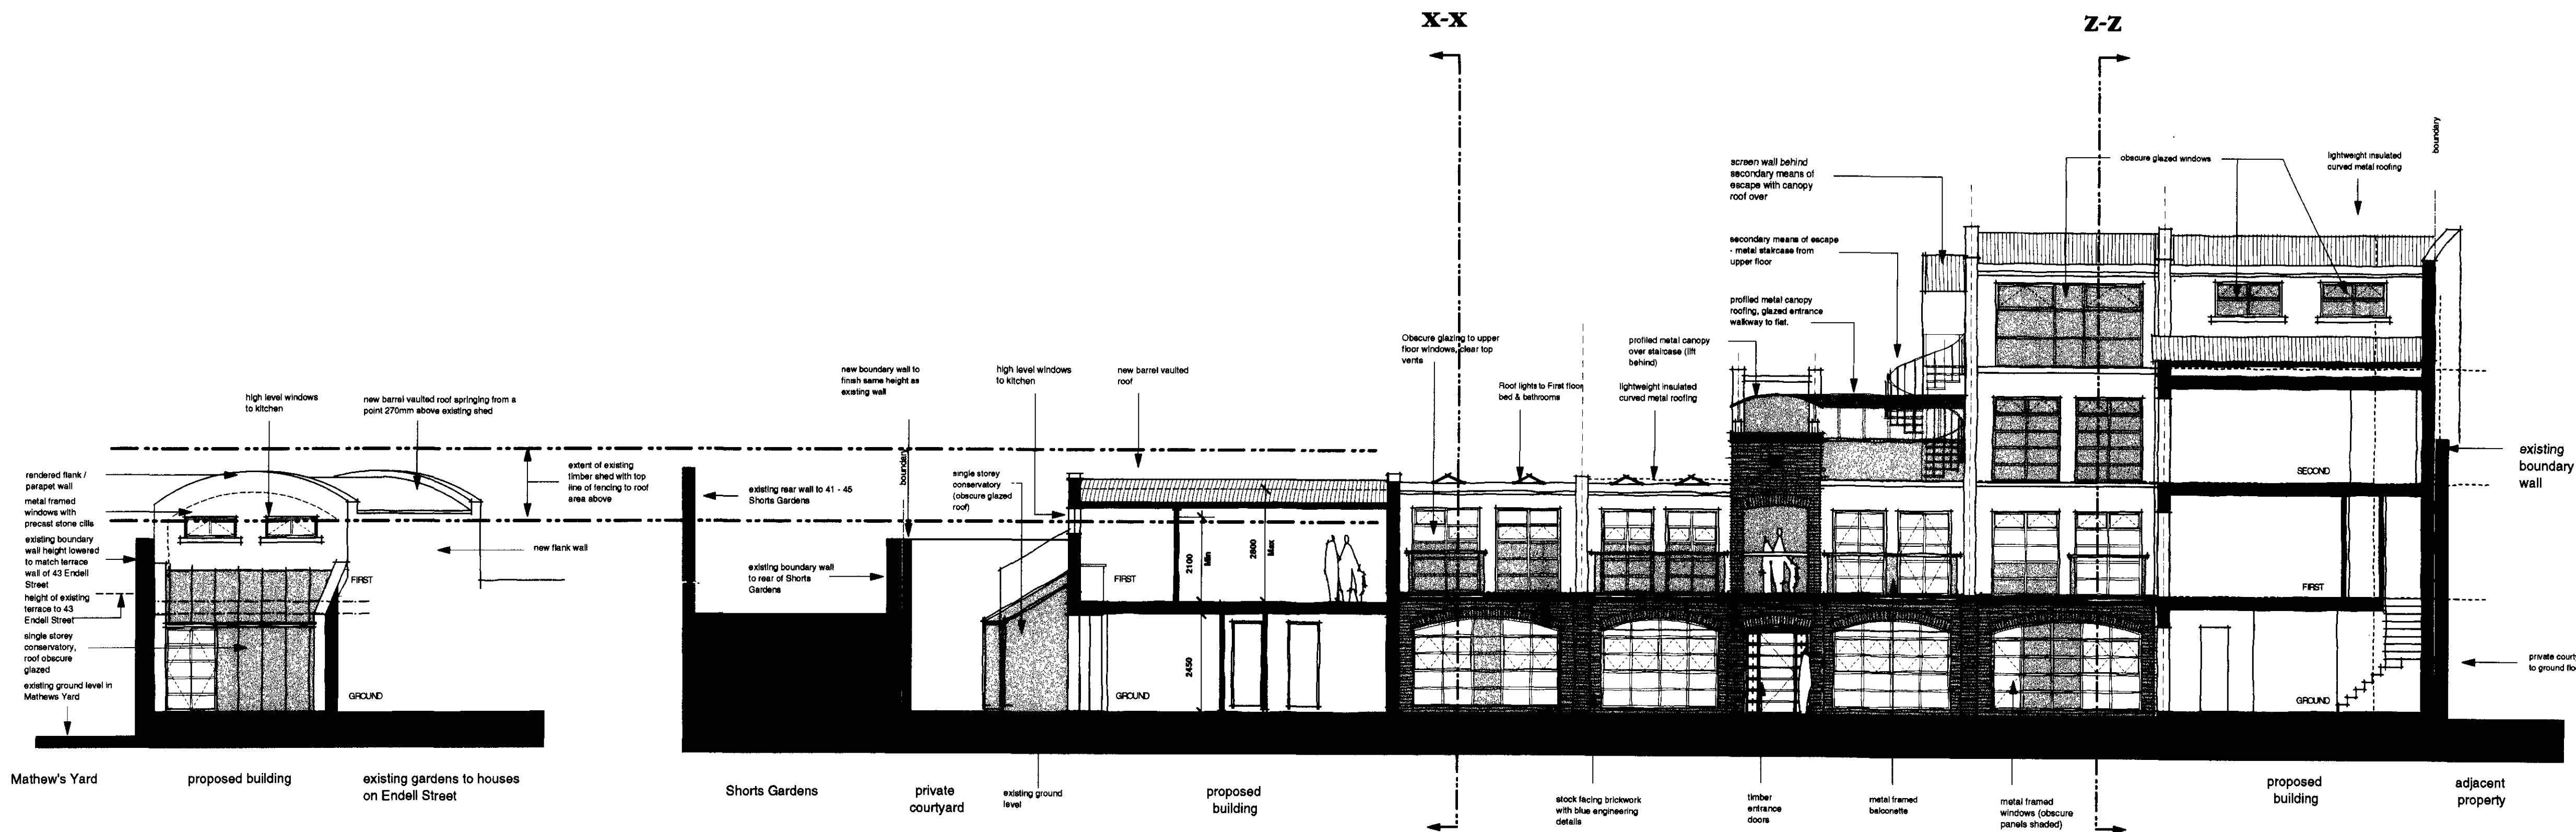 x-x
z-z
boundary
screen wall behind
secondary means of
escape with canopy
roof over
obscure glazed windows
lightweight insulated
curved metal roofing
secondary means of escape
- metal staircase from
upper floor
profiled metal canopy
roofing, glazed entrance
walkway to flat.
Obscure glazing to upper
floor windows, clear top
vents
profiled metal canopy
over staircase (lift
behind)
Roof lights to First floor
bed & bathrooms
lightweight insulated
curved metal roofing
new boundary wall to
finish same height as
existing wall
high level windows
to kitchen
new barrel vaulted
roof
high level windows
to kitchen
new barrel vaulted roof springing from a
point 270mm above existing shed
rendered flank /
parapet wall
metal framed
windows with
precast stone cills
existing boundary
wall height lowered
to match terrace
wall of 43 Endell
Street
height of existing
terrace to 43
Endell Street
single storey
conservatory,
roof obscure
glazed
existing ground level in
Mathews Yard
extent of existing
timber shed with top
line of fencing to roof
area above
new flank wall
FIRST
GROUND
existing rear wall to 41 - 45
Shorts Gardens
boundary
existing boundary wall
to rear of Shorts
Gardens
single storey
conservatory
(obscure glazed
roof)
2100
Min
2800
Max
FIRST
2450
GROUND
SECOND
FIRST
GROUND
existing
boundary
wall
private court
to ground flo
Mathew's Yard
proposed building
existing gardens to houses
on Endell Street
Shorts Gardens
private
courtyard
existing ground
level
proposed
building
stock facing brickwork
with blue engineering
details
timber
entrance
doors
metal framed
balconette
metal framed
windows (obscure
panels shaded)
proposed
building
adjacent
property